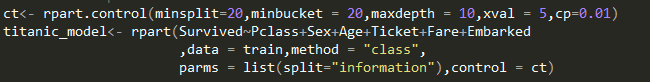 ct<- rpart.control(minsplit=20,minbucket = 20,maxdepth = 10,xval = 5,cp=0.01)
titanic_model<- rpart(Survived~Pclass+Sex+Age+Ticket+Fare+Embarked
,data = train,method = "class",
parms = list(split="information"),control = ct)